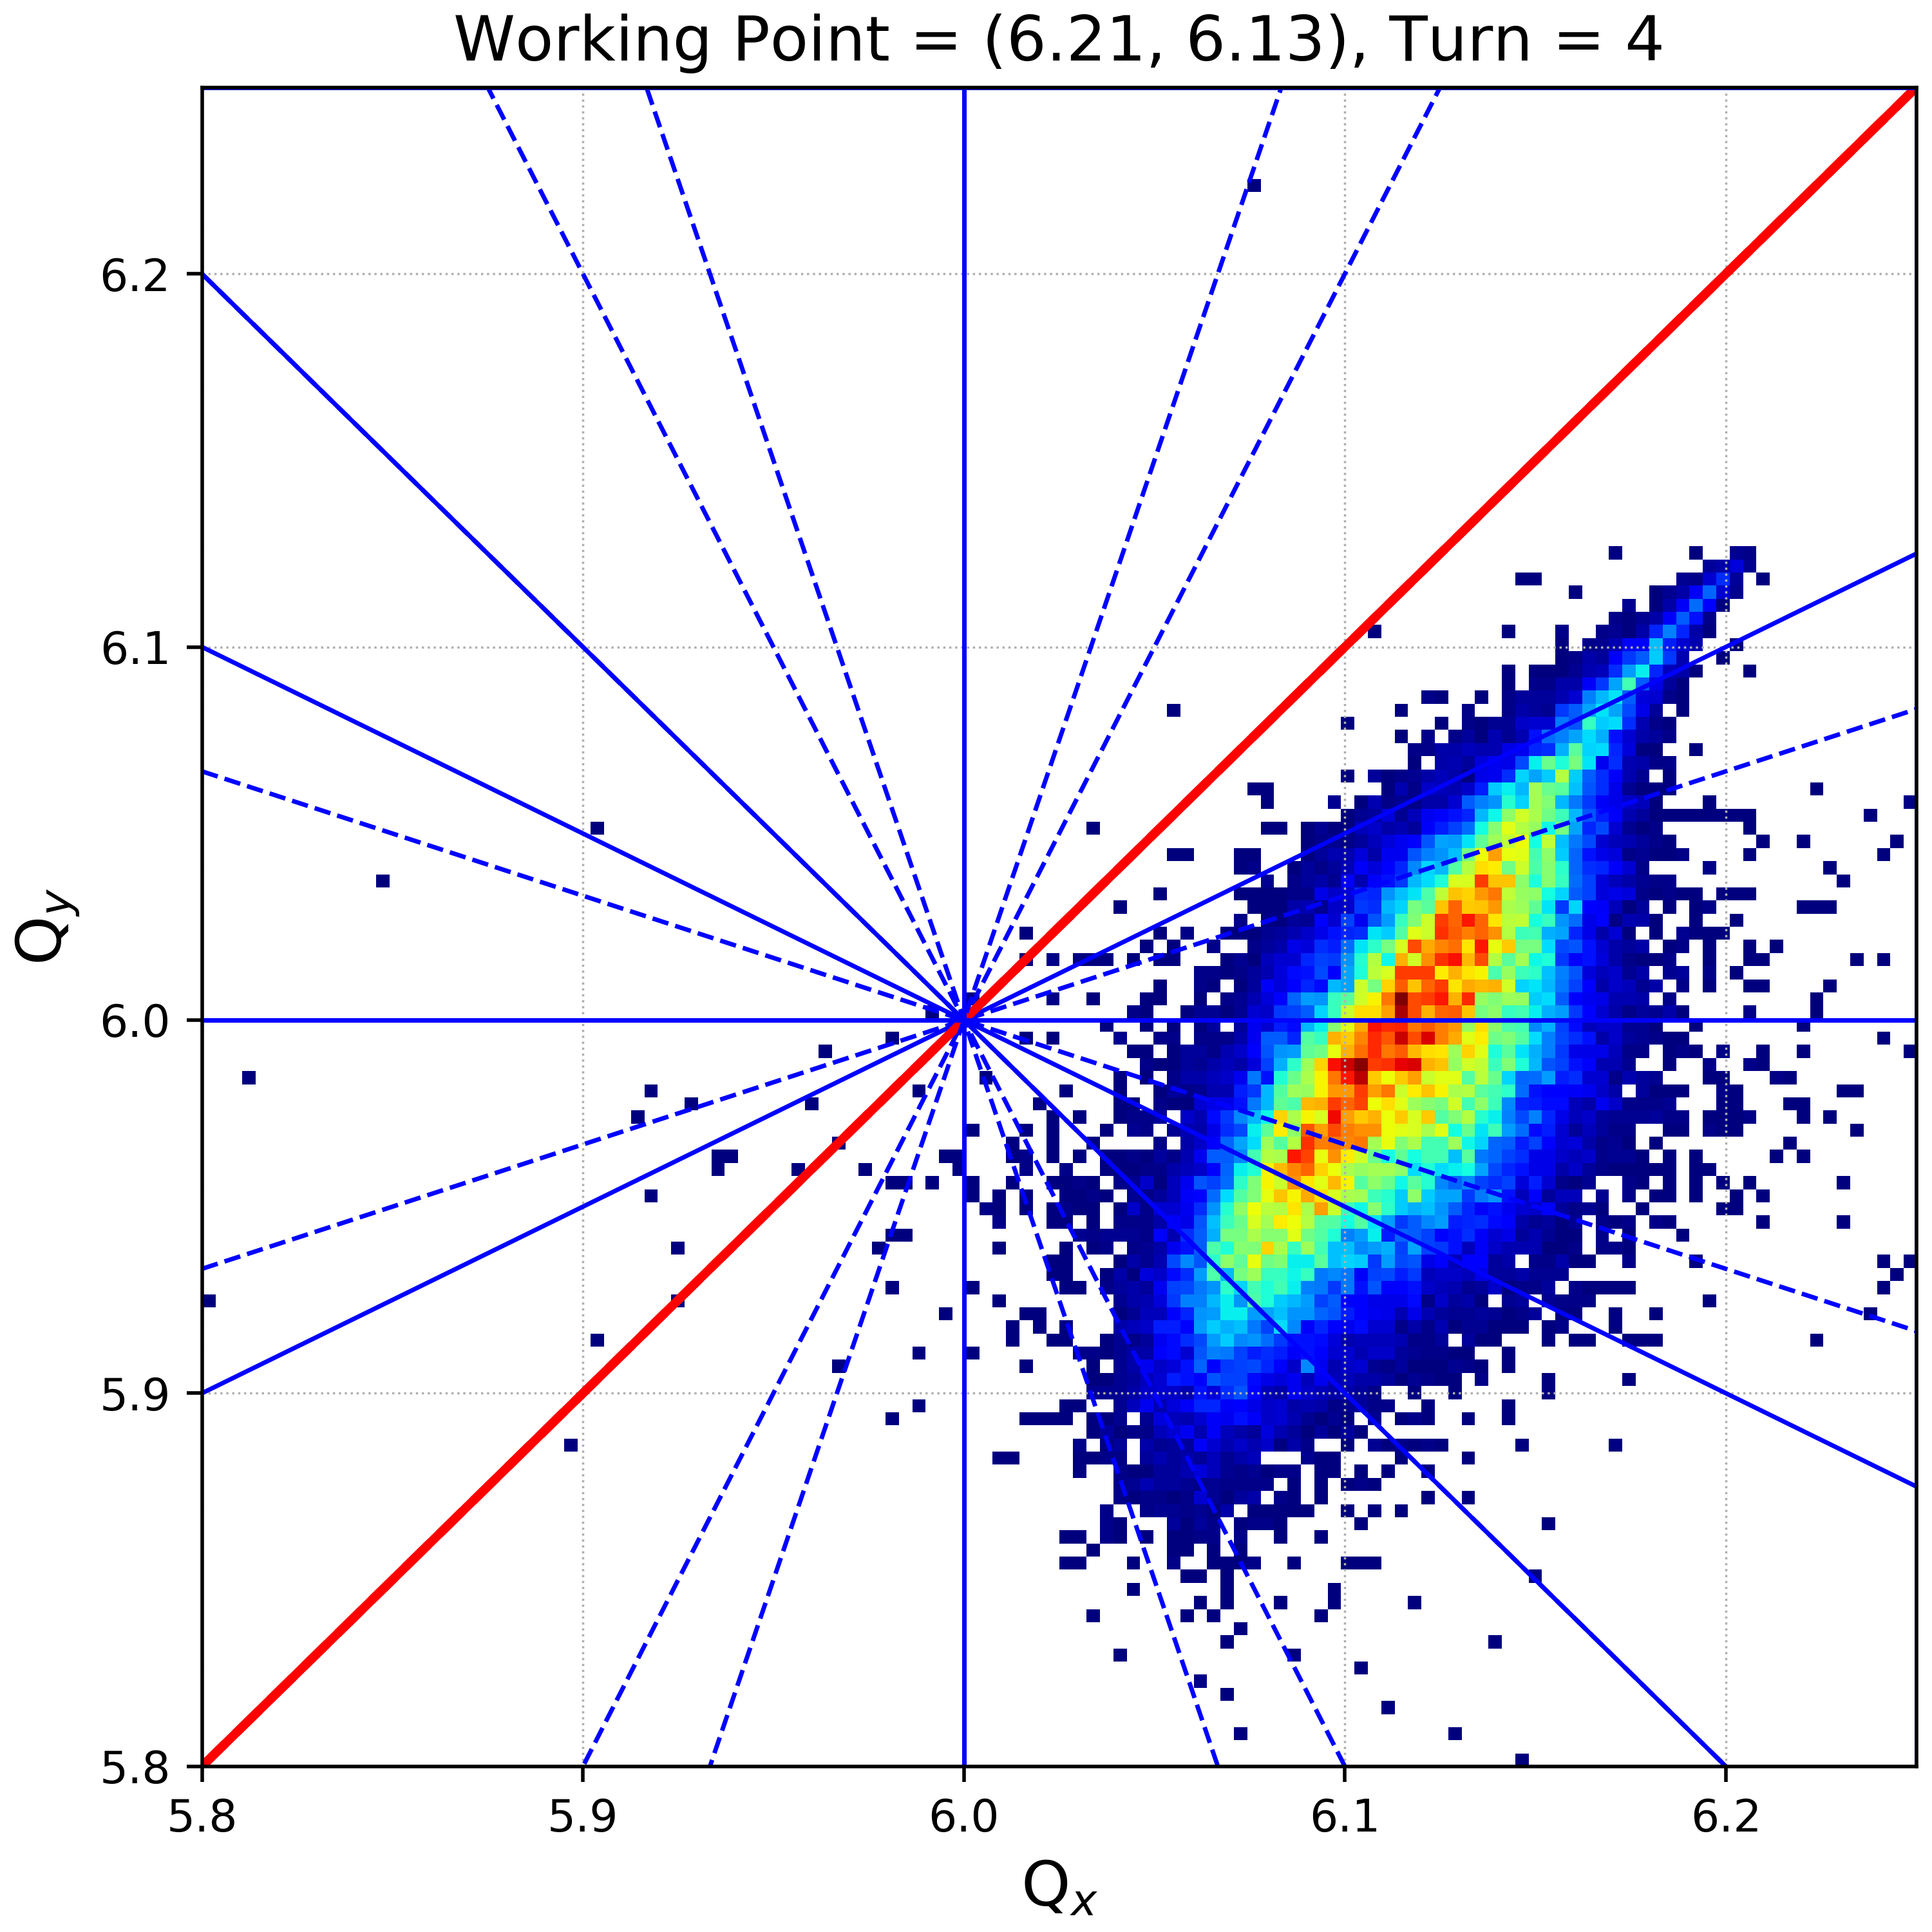 Working Point = (6.21, 6.13), Turn = 4
6.2
6.1
6.0
5.9
5.8
Qy
5.8 5.9 6.0 6.1 6.2
Qx